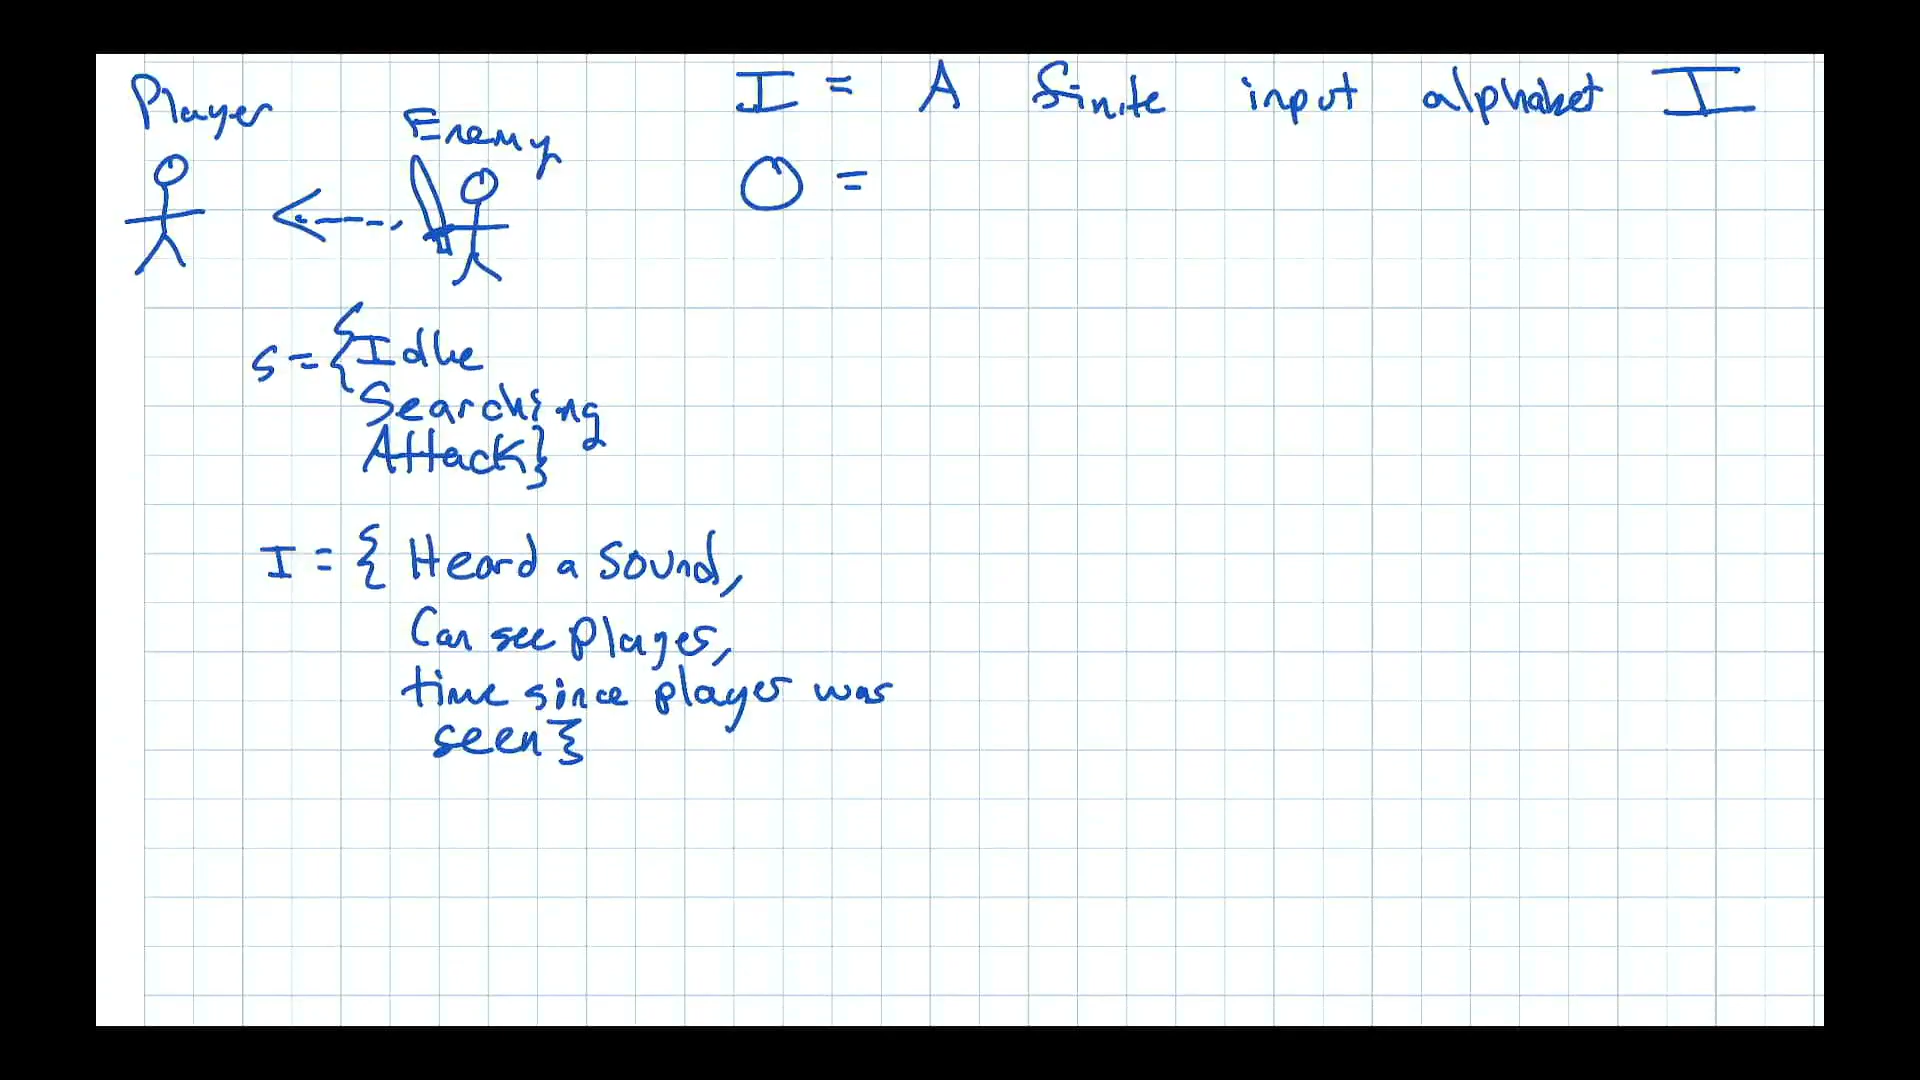 Player
Enemy
I = A finite input alphabet I
O =
S = {Idle
Searching
Attack}
I = { Heard a sound,
Can see player,
time since player was
seen}